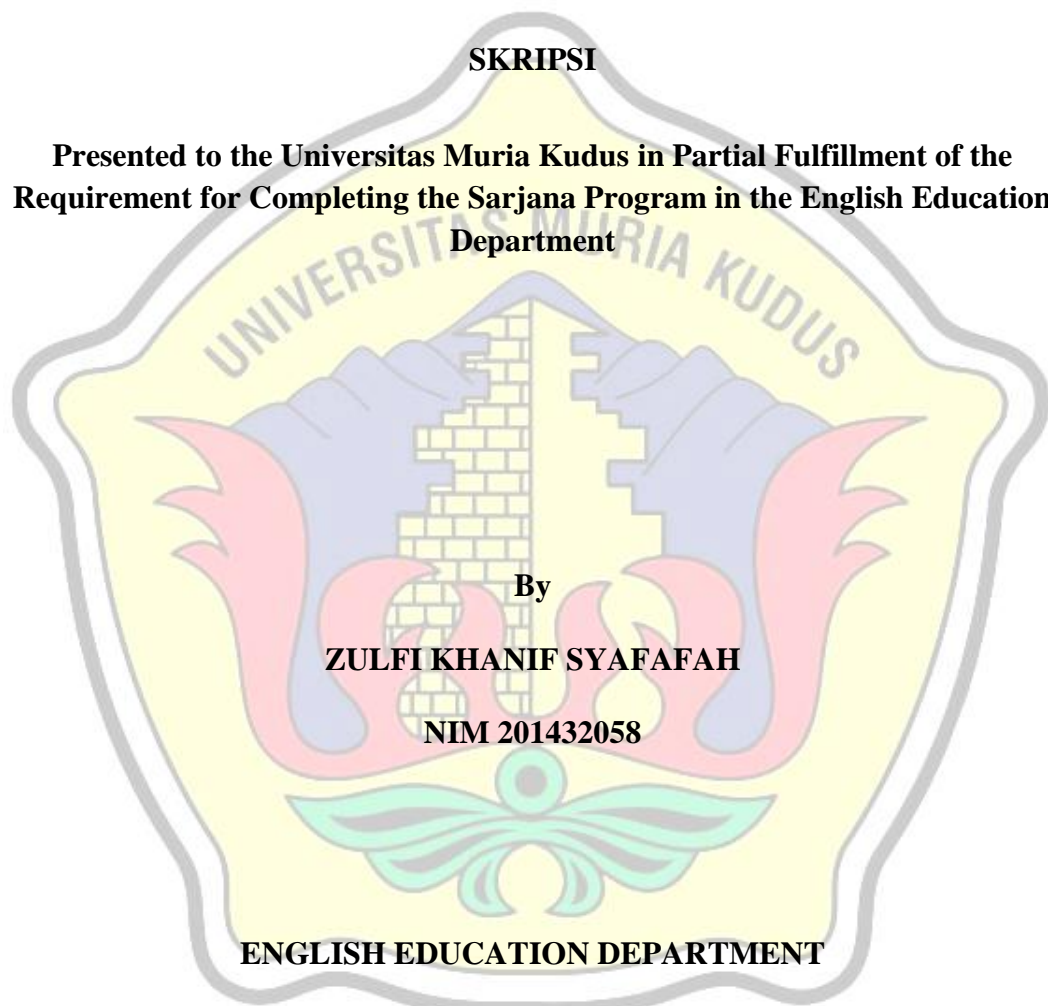 SKRIPSI
Presented to the Universitas Muria Kudus in Partial Fulfillment of the
Requirement for Completing the Sarjana Program in the English Education
Department
UNIVERSITAS MURIA KUDUS
By
ZULFI KHANIF SYAFAFAH
NIM 201432058
ENGLISH EDUCATION DEPARTMENT